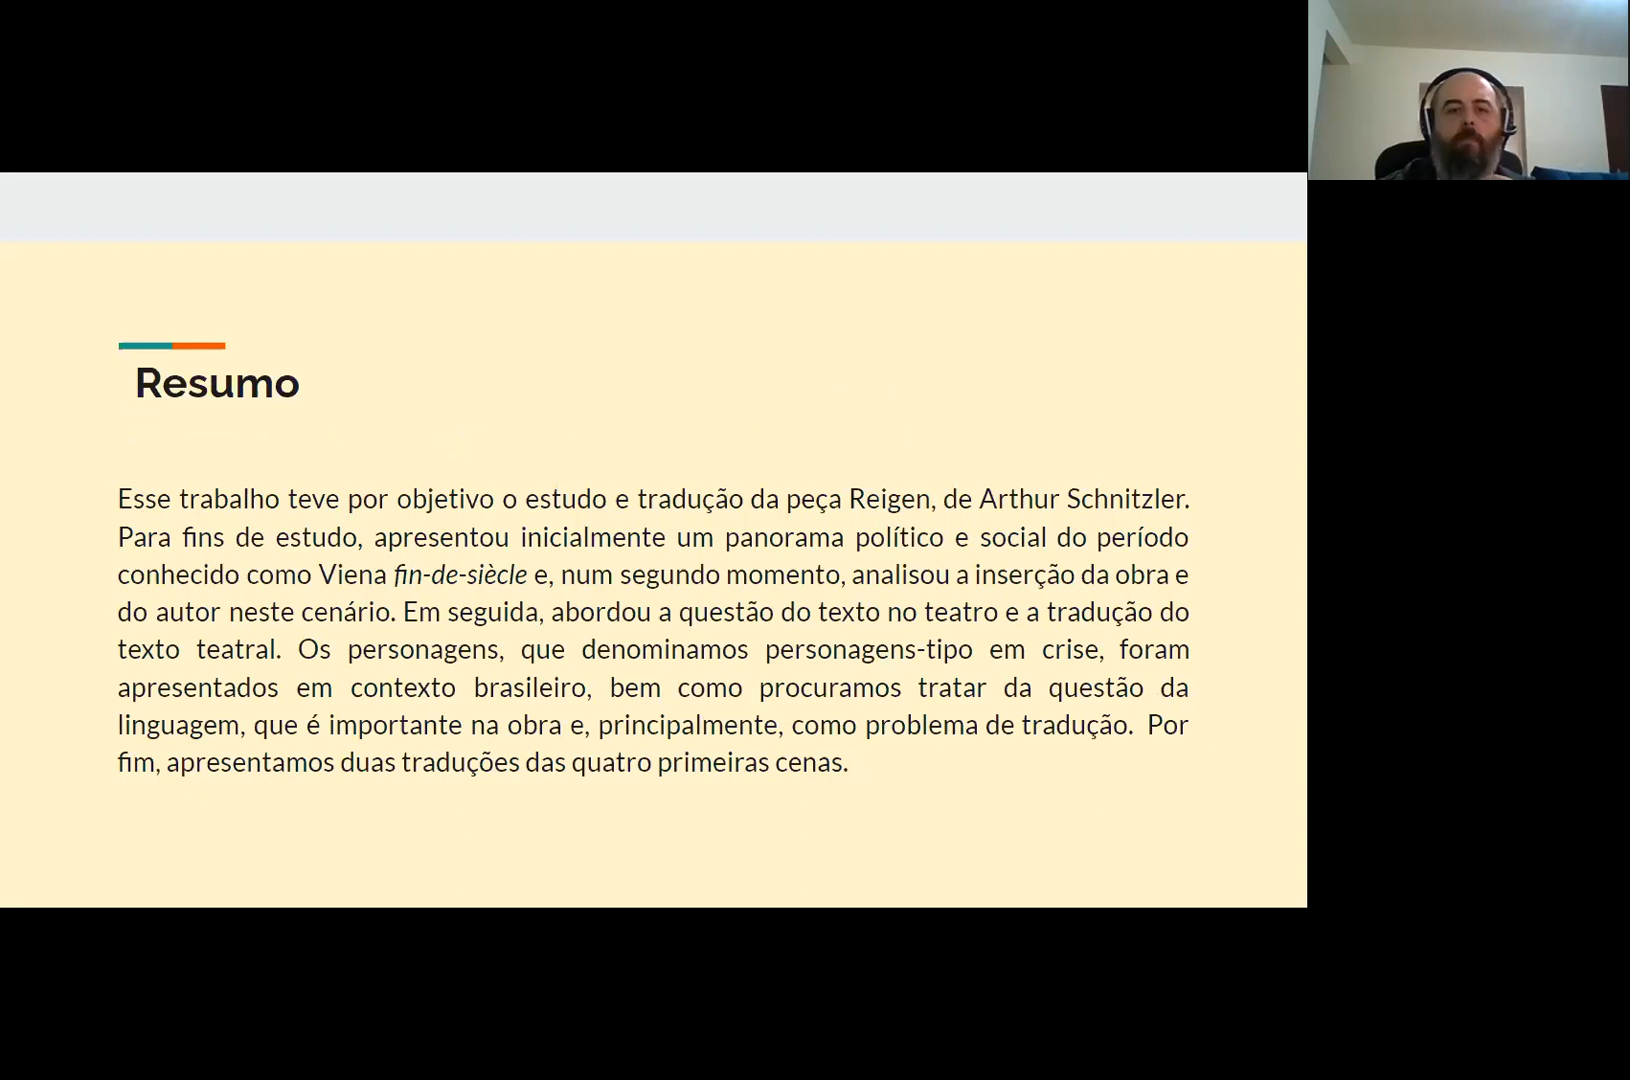 Resumo
Esse trabalho teve por objetivo o estudo e tradução da peça Reigen, de Arthur Schnitzler.
Para fins de estudo, apresentou inicialmente um panorama político e social do período
conhecido como Viena fin-de-siècle e, num segundo momento, analisou a inserção da obra e
do autor neste cenário. Em seguida, abordou a questão do texto no teatro e a tradução do
texto teatral. Os personagens, que denominamos personagens-tipo em crise, foram
apresentados em contexto brasileiro, bem como procuramos tratar da questão da
linguagem, que é importante na obra e, principalmente, como problema de tradução. Por
fim, apresentamos duas traduções das quatro primeiras cenas.